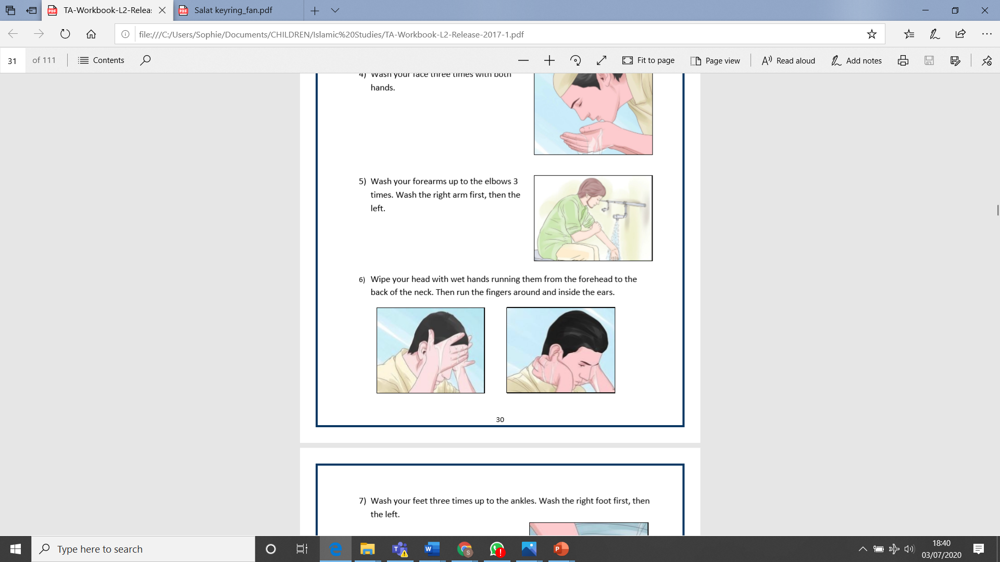 TA-Workbook-L2-Relea
Salat keyring_fan.pdf
file:///C:/Users/Sophie/Documents/CHILDREN/Islamic%20Studies/TA-Workbook-L2-Release-2017-1.pdf
31 of 111
Contents
Fit to page
Page view
Read aloud
Add notes
4) Wash your face three times with both
hands.
5) Wash your forearms up to the elbows 3
times. Wash the right arm first, then the
left.
6) Wipe your head with wet hands running them from the forehead to the
back of the neck. Then run the fingers around and inside the ears.
30
7) Wash your feet three times up to the ankles. Wash the right foot first, then
the left.
Type here to search
18:40
03/07/2020